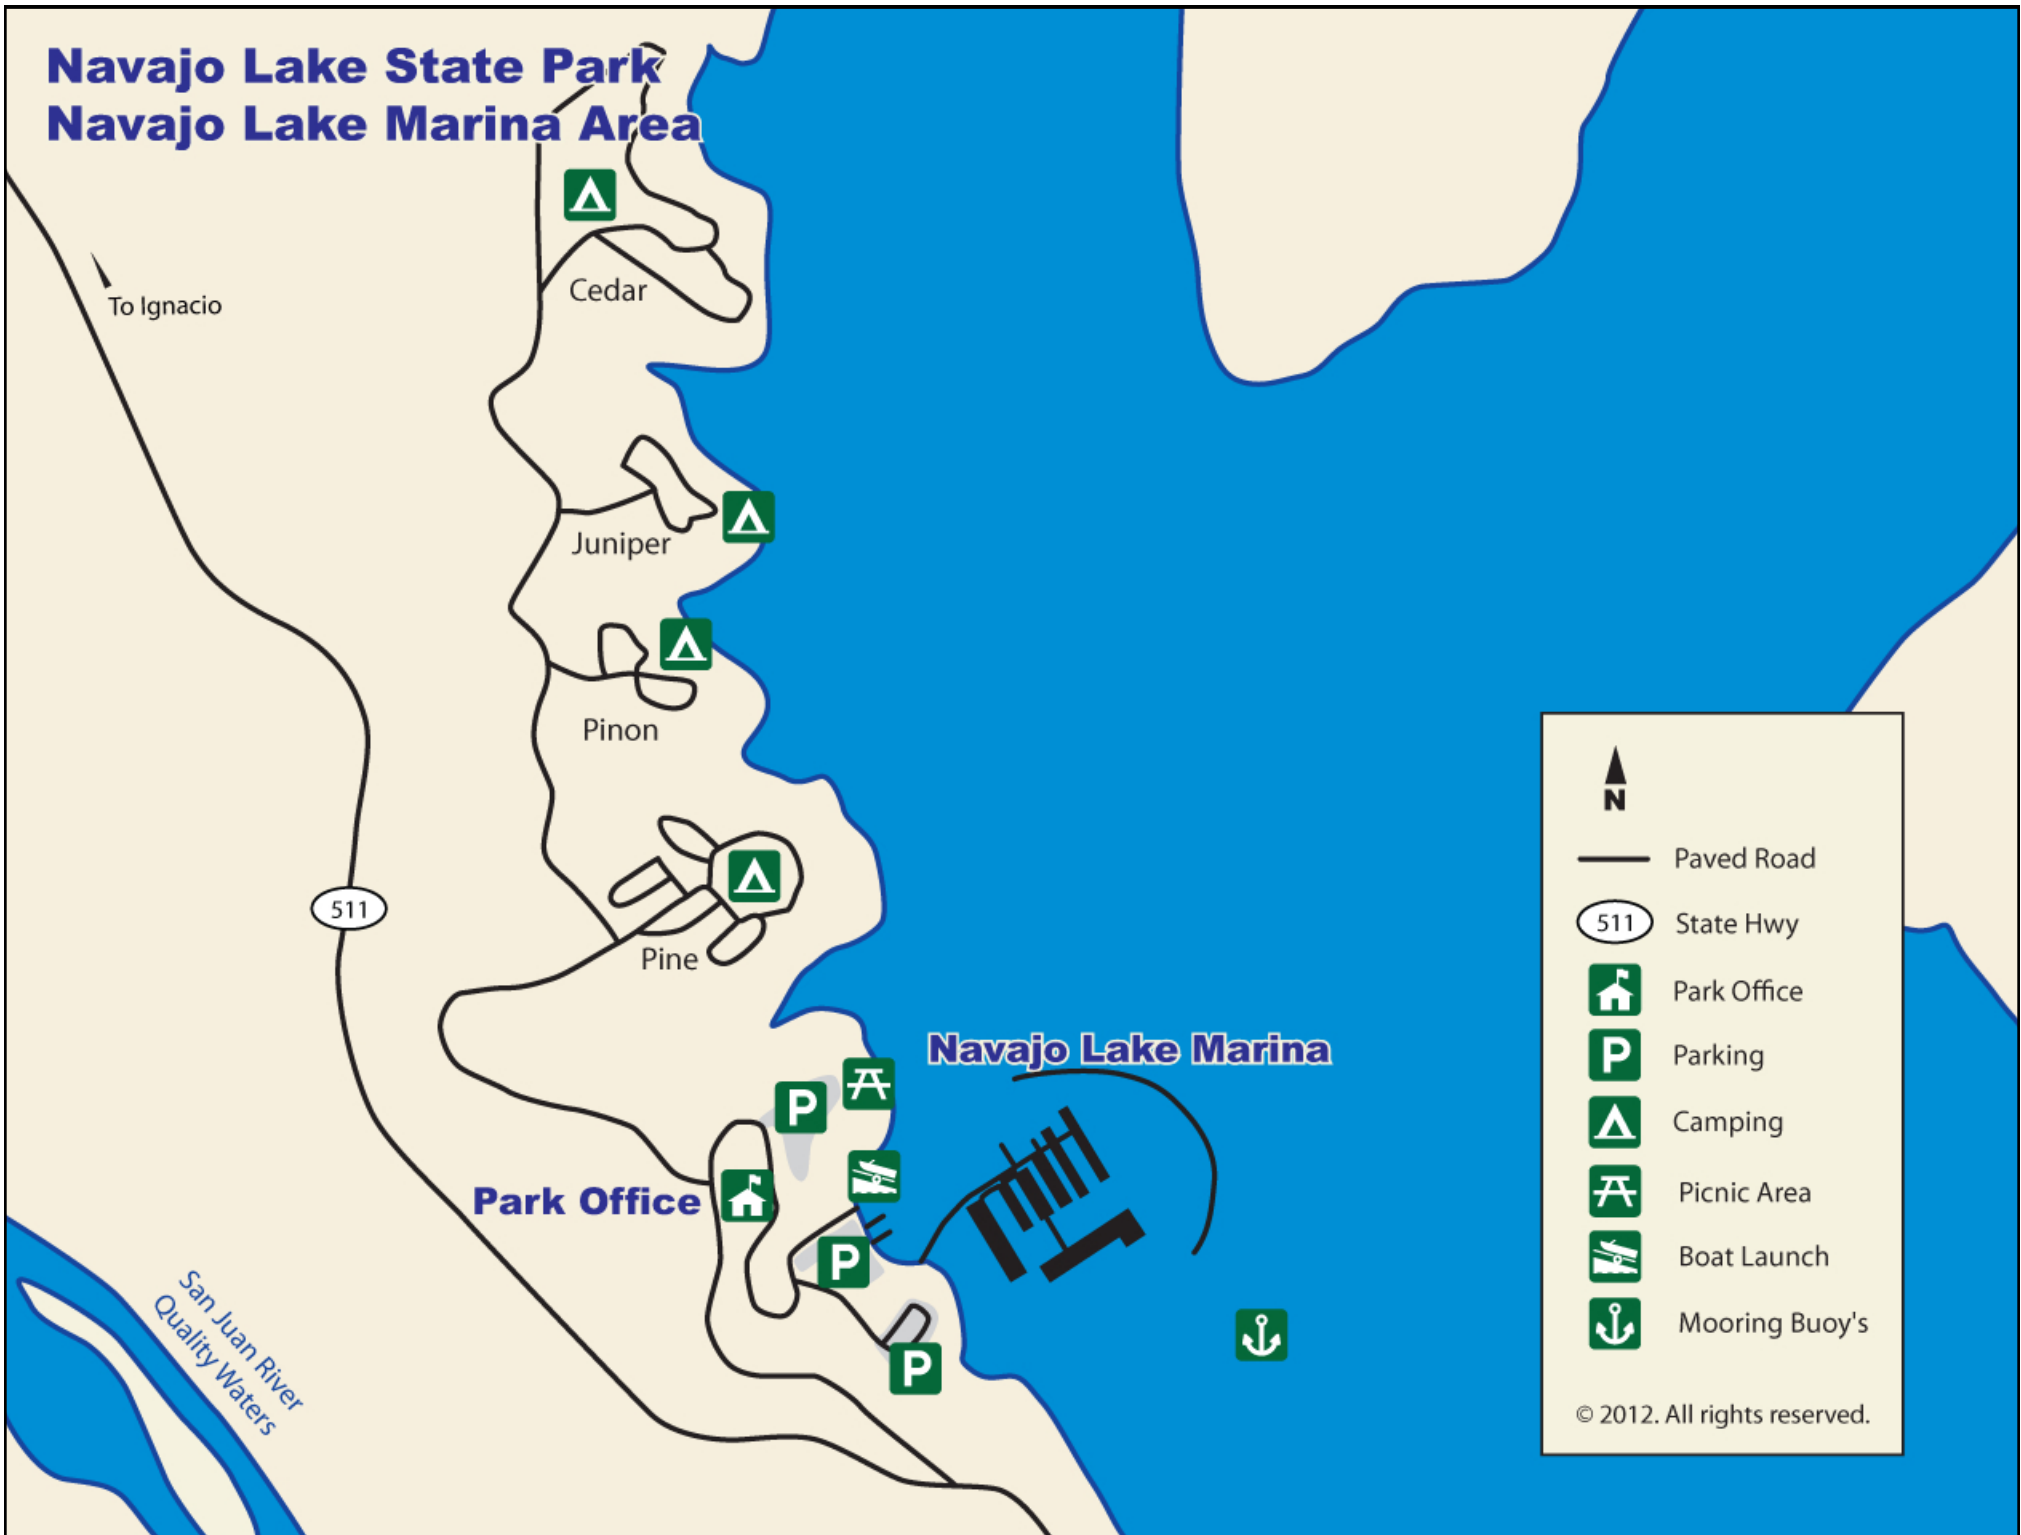 Navajo Lake State Park
Navajo Lake Marina Area
To Ignacio
Cedar
Juniper
Pinon
Pine
511
Navajo Lake Marina
Park Office
P
P
P
San Juan River
Quality Waters
N
Paved Road
511 State Hwy
Park Office
P Parking
Camping
Picnic Area
Boat Launch
Mooring Buoy's
© 2012. All rights reserved.